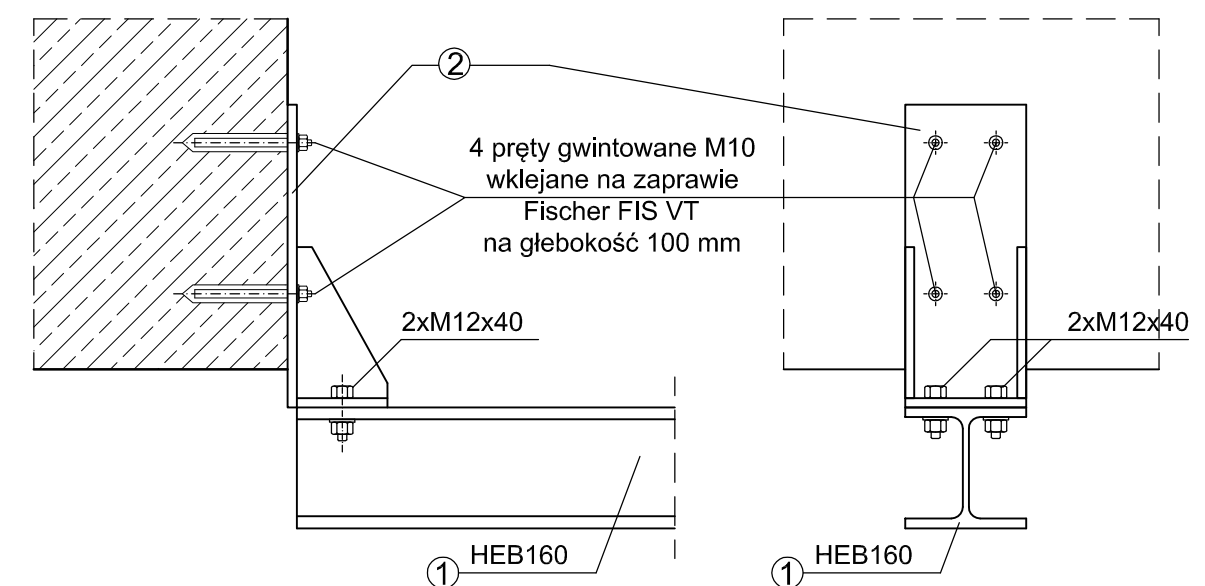 2
4 pręty gwintowane M10
wklejane na zaprawie
Fischer FIS VT
na głebokość 100 mm
2xM12x40
2xM12x40
1 HEB160
1 HEB160